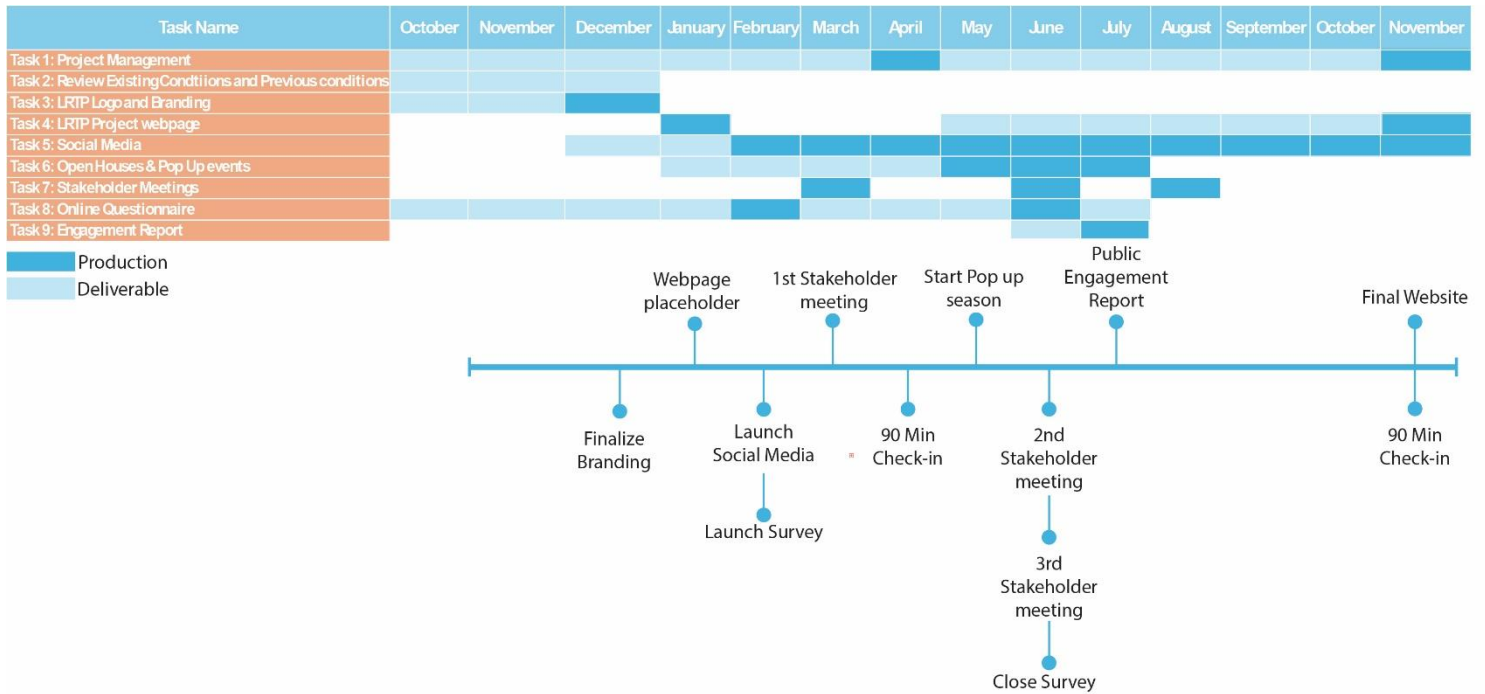 Task Name October November December January February March April May June July August September October November
Task 1: Project Management
Task 2: Review Existing Condtiions and Previous conditions
Task 3: LRTP Logo and Branding
Task 4: LRTP Project webpage
Task 5: Social Media
Task 6: Open Houses & Pop Up events
Task 7: Stakeholder Meetings
Task 8: Online Questionnaire
Task 9: Engagement Report
Production
Deliverable
Webpage
placeholder
1st Stakeholder
meeting
Start Pop up
season
Public
Engagement
Report
Final Website
Finalize
Branding
Launch
Social Media
Launch Survey
90 Min
Check-in
2nd
Stakeholder
meeting
3rd
Stakeholder
meeting
Close Survey
90 Min
Check-in